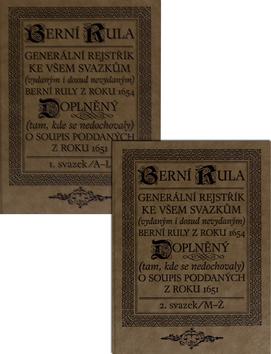 Berní Rula
GENERÁLNÍ REJSTŘÍK
KE VŠEM SVAZKŮM
(vydaným i dosud nevydaným)
BERNÍ RULY Z ROKU 1654
Doplněný
(tam, kde se nedochovaly)
O SOUPIS PODDANÝCH
Z ROKU 1651
1. svazek/A–L
Berní Rula
GENERÁLNÍ REJSTŘÍK
KE VŠEM SVAZKŮM
(vydaným i dosud nevydaným)
BERNÍ RULY Z ROKU 1654
Doplněný
(tam, kde se nedochovaly)
O SOUPIS PODDANÝCH
Z ROKU 1651
2. svazek/M–Ž